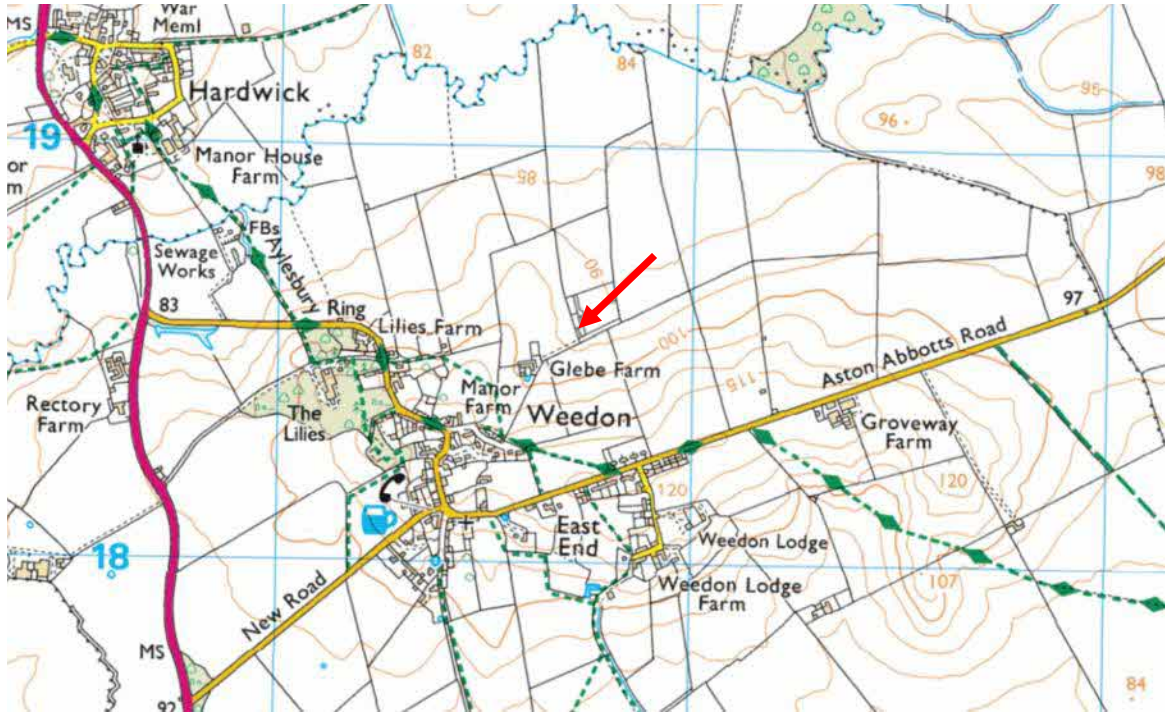 MS
War
Meml
82
84
Hardwick
96
95
19
or
m
Manor House
Farm
85
98
FBs
Sewage
Works
Aylesbury
Ring
90
83
97
Lilies Farm
100
Aston Abbotts Road
Glebe Farm
115
Manor
Farm
Rectory
Farm
The
Lilies
Weedon
Groveway
Farm
120
120
18
East
End
Weedon Lodge
New Road
Weedon Lodge
Farm
107
MS
84
92